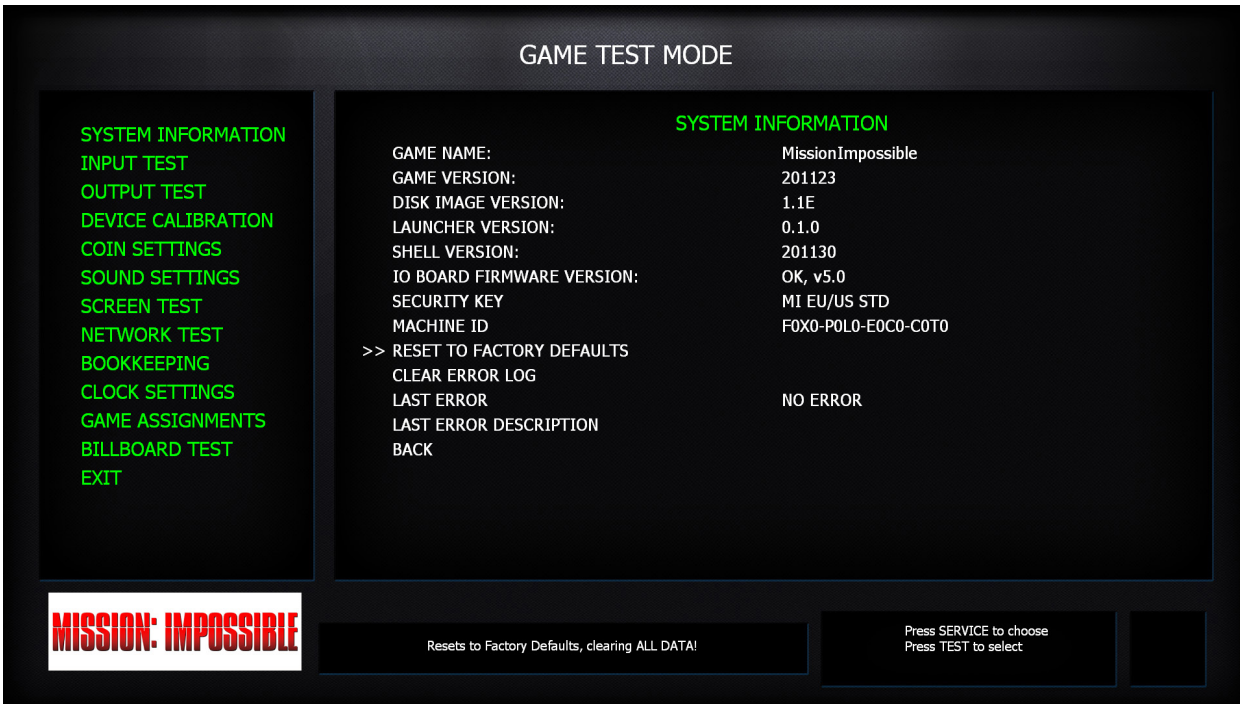 GAME TEST MODE
SYSTEM INFORMATION
INPUT TEST
OUTPUT TEST
DEVICE CALIBRATION
COIN SETTINGS
SOUND SETTINGS
SCREEN TEST
NETWORK TEST
BOOKKEEPING
CLOCK SETTINGS
GAME ASSIGNMENTS
BILLBOARD TEST
EXIT
SYSTEM INFORMATION
GAME NAME: MissionImpossible
GAME VERSION: 201123
DISK IMAGE VERSION: 1.1E
LAUNCHER VERSION: 0.1.0
SHELL VERSION: 201130
IO BOARD FIRMWARE VERSION: OK, v5.0
SECURITY KEY MI EU/US STD
MACHINE ID F0X0-P0L0-E0C0-C0T0
>> RESET TO FACTORY DEFAULTS
CLEAR ERROR LOG
LAST ERROR NO ERROR
LAST ERROR DESCRIPTION
BACK
MISSION: IMPOSSIBLE
Resets to Factory Defaults, clearing ALL DATA!
Press SERVICE to choose
Press TEST to select